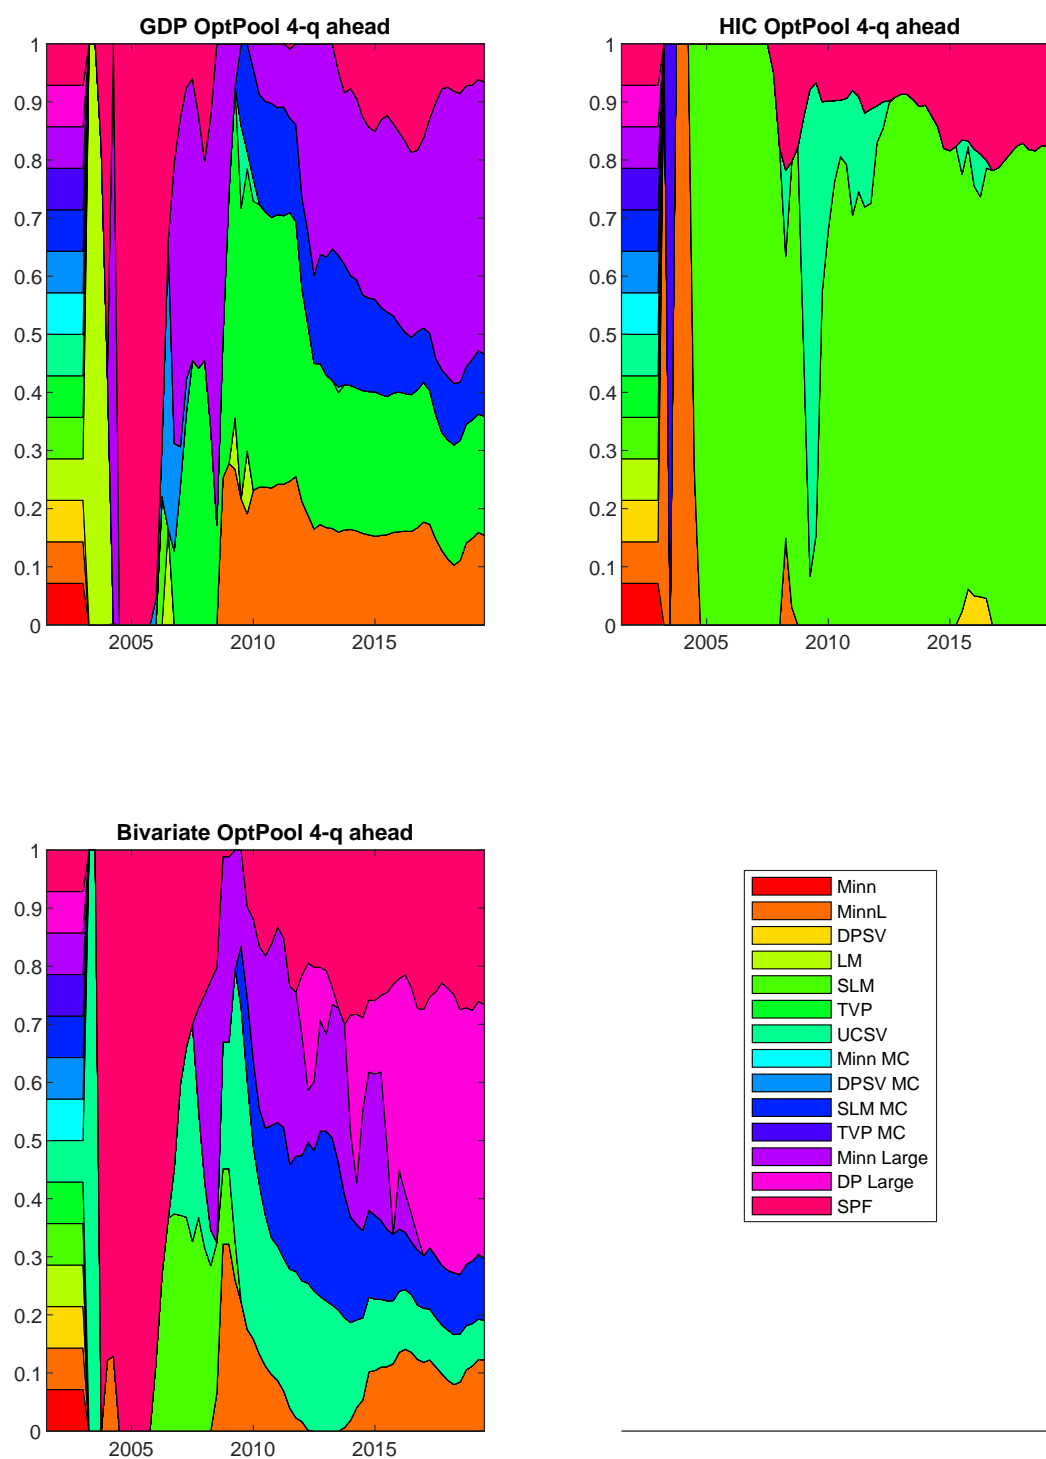 GDP OptPool 4-q ahead
1
0.9
0.8
0.7
0.6
0.5
0.4
0.3
0.2
0.1
0
2005 2010 2015
HIC OptPool 4-q ahead
1
0.9
0.8
0.7
0.6
0.5
0.4
0.3
0.2
0.1
0
2005 2010 2015
Bivariate OptPool 4-q ahead
1
0.9
0.8
0.7
0.6
0.5
0.4
0.3
0.2
0.1
0
2005 2010 2015
Minn
MinnL
DPSV
LM
SLM
TVP
UCSV
Minn MC
DPSV MC
SLM MC
TVP MC
Minn Large
DP Large
SPF